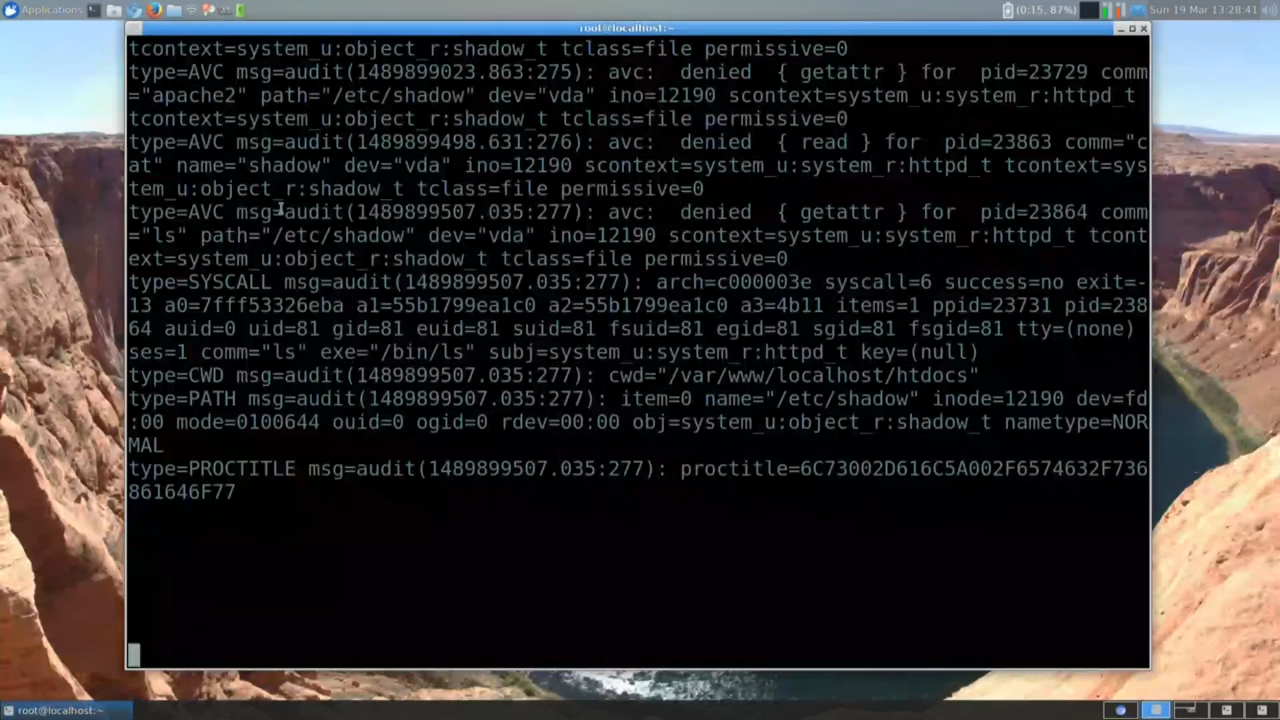 Applications
(0:15, 87%)
Sun 19 Mar 13:28:41
root@localhost:~
tcontext=system_u:object_r:shadow_t tclass=file permissive=0
type=AVC msg=audit(1489899023.863:275): avc:  denied  { getattr } for  pid=23729 comm
="apache2" path="/etc/shadow" dev="vda" ino=12190 scontext=system_u:system_r:httpd_t
tcontext=system_u:object_r:shadow_t tclass=file permissive=0
type=AVC msg=audit(1489899498.631:276): avc:  denied  { read } for  pid=23863 comm="c
at" name="shadow" dev="vda" ino=12190 scontext=system_u:system_r:httpd_t tcontext=sys
tem_u:object_r:shadow_t tclass=file permissive=0
type=AVC msg=audit(1489899507.035:277): avc:  denied  { getattr } for  pid=23864 comm
="ls" path="/etc/shadow" dev="vda" ino=12190 scontext=system_u:system_r:httpd_t tcont
ext=system_u:object_r:shadow_t tclass=file permissive=0
type=SYSCALL msg=audit(1489899507.035:277): arch=c000003e syscall=6 success=no exit=-
13 a0=7fff53326eba a1=55b1799ea1c0 a2=55b1799ea1c0 a3=4b11 items=1 ppid=23731 pid=238
64 auid=0 uid=81 gid=81 euid=81 suid=81 fsuid=81 egid=81 sgid=81 fsgid=81 tty=(none)
ses=1 comm="ls" exe="/bin/ls" subj=system_u:system_r:httpd_t key=(null)
type=CWD msg=audit(1489899507.035:277): cwd="/var/www/localhost/htdocs"
type=PATH msg=audit(1489899507.035:277): item=0 name="/etc/shadow" inode=12190 dev=fd
:00 mode=0100644 ouid=0 ogid=0 rdev=00:00 obj=system_u:object_r:shadow_t nametype=NOR
MAL
type=PROCTITLE msg=audit(1489899507.035:277): proctitle=6C73002D616C5A002F6574632F736
861646F77
root@localhost:~